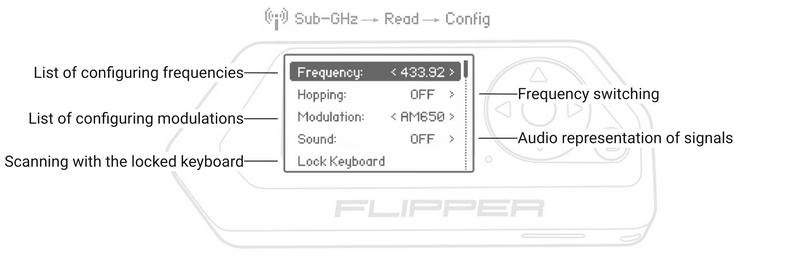 Sub-GHz → Read → Config
List of configuring frequencies
Frequency: < 433.92 >
Hopping: OFF >
Frequency switching
List of configuring modulations
Modulation: < AM650 >
Sound: OFF >
Audio representation of signals
Scanning with the locked keyboard
Lock Keyboard
FLIPPER